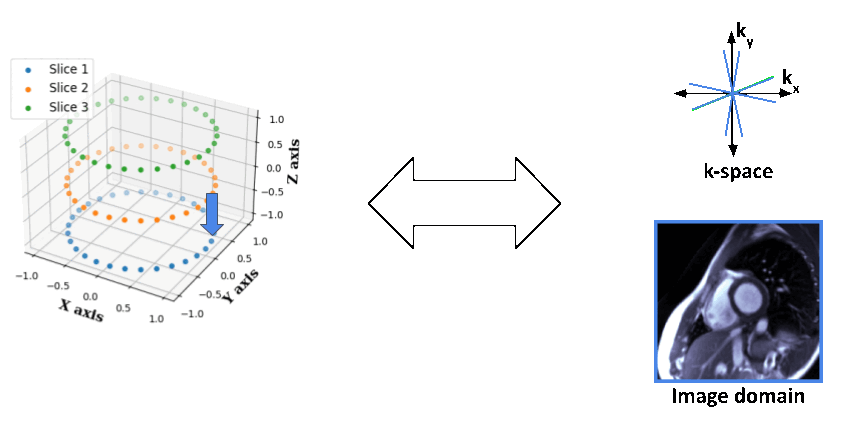 Slice 1
Slice 2
Slice 3
1.0
0.5
0.0
−0.5
−1.0
Z axis
−1.0
−0.5
0.0
0.5
1.0
X axis
−1.0
−0.5
0.0
0.5
1.0
Y axis
ky
kx
k-space
Image domain